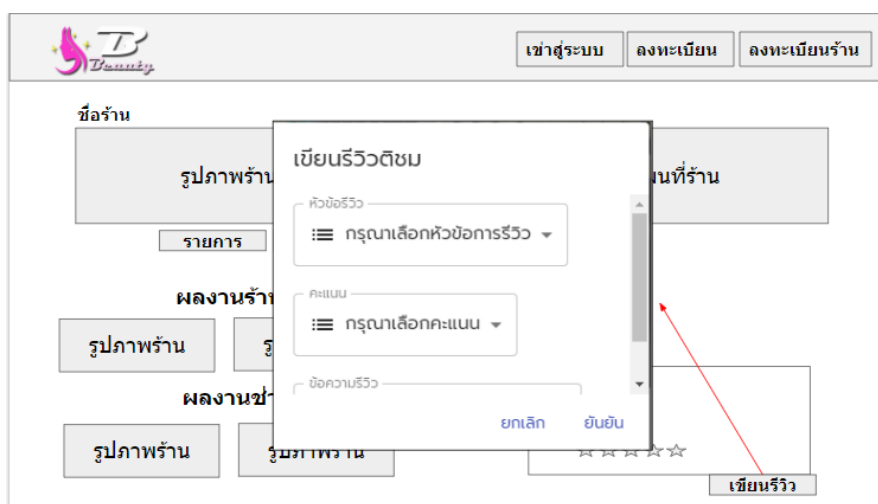 B
Beauty
เข่าสู่ระบบ
ลงทะเบียน
ลงทะเบียนร้าน
ชื่อร้าน
รูปภาพร้าน
ที่ร้าน
รายการ
เขียนรีวิวติชม
หัวข้อรีวิว
กรุณาเลือกหัวข้อการรีวิว
คะแนน
กรุณาเลือกคะแนน
ข้อความรีวิว
ยกเลิก
ยืนยัน
ผลงานร้า
รูปภาพร้าน
รู
ผลงานช่า
รูปภาพร้าน
รูปภาพร้าน
เขียนรีวิว